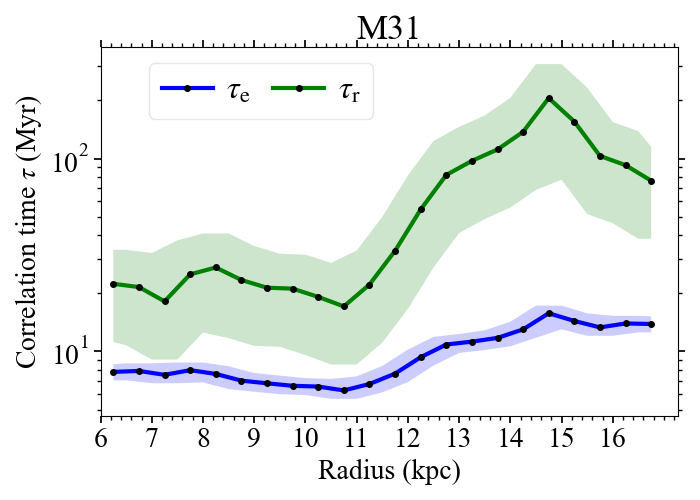 M31
τe τr
Correlation time τ (Myr)
10²
10¹
6 7 8 9 10 11 12 13 14 15 16
Radius (kpc)